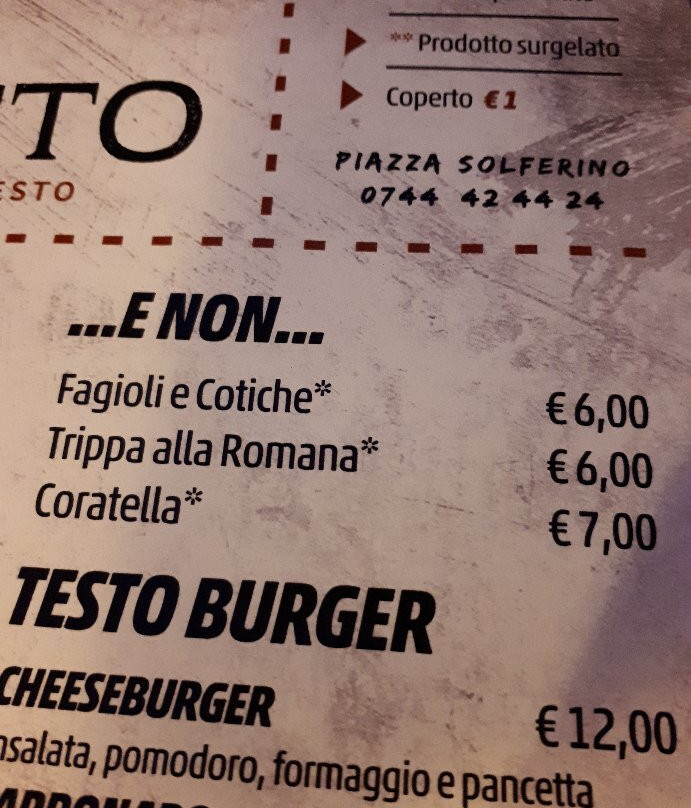 ** Prodotto surgelato
Coperto €1
TO
ESTO
PIAZZA SOLFERINO
0744 42 44 24
...E NON...
Fagioli e Cotiche* €6,00
Trippa alla Romana* €6,00
Coratella* €7,00
TESTO BURGER
CHEESEBURGER €12,00
nsalata, pomodoro, formaggio e pancetta